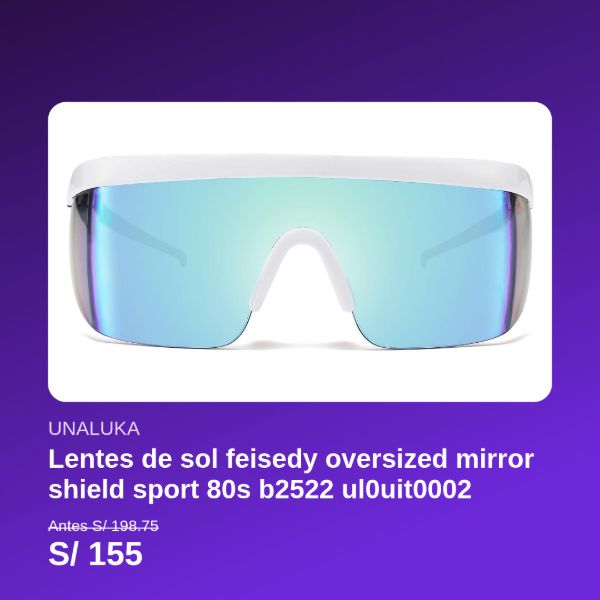 UNALUKA
Lentes de sol feisedy oversized mirror
shield sport 80s b2522 ul0uit0002
Antes S/ 198.75
S/ 155